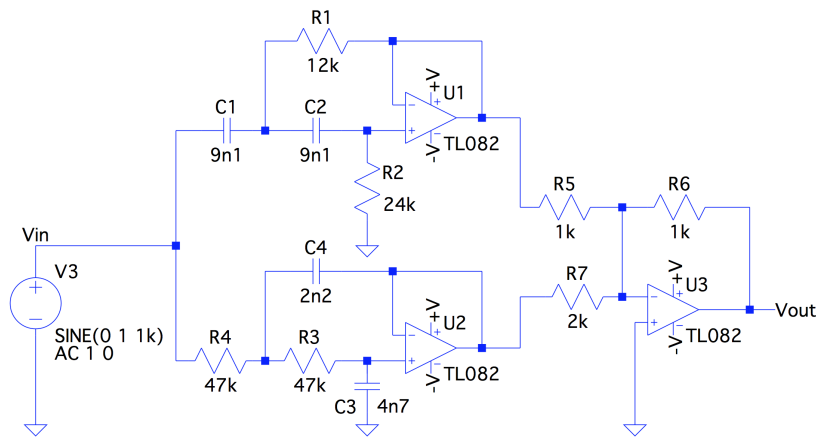 R1
12k
+V
U1
C1
C2
9n1
9n1
-V
TL082
R2
24k
R5
1k
R6
1k
Vin
V3
SINE(0 1 1k)
AC 1 0
C4
2n2
+V
U2
R4
47k
R3
47k
-V
TL082
C3
4n7
R7
2k
+V
U3
-V
TL082
Vout